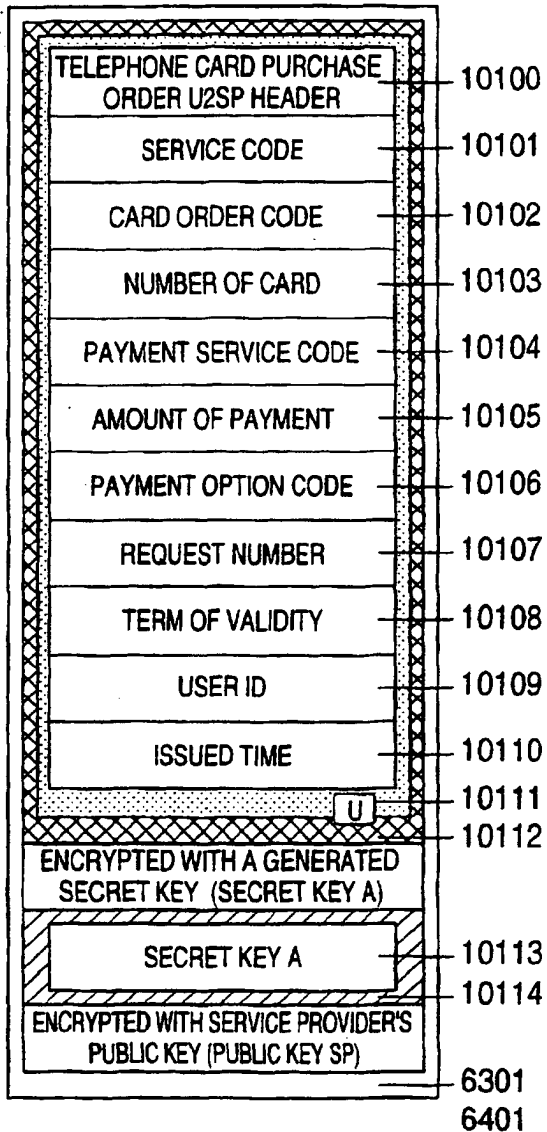 TELEPHONE CARD PURCHASE 10100
ORDER U2SP HEADER
SERVICE CODE 10101
CARD ORDER CODE 10102
NUMBER OF CARD 10103
PAYMENT SERVICE CODE 10104
AMOUNT OF PAYMENT 10105
PAYMENT OPTION CODE 10106
REQUEST NUMBER 10107
TERM OF VALIDITY 10108
USER ID 10109
ISSUED TIME 10110
U 10111
10112
ENCRYPTED WITH A GENERATED
SECRET KEY (SECRET KEY A)
SECRET KEY A 10113
10114
ENCRYPTED WITH SERVICE PROVIDER'S
PUBLIC KEY (PUBLIC KEY SP)
6301
6401